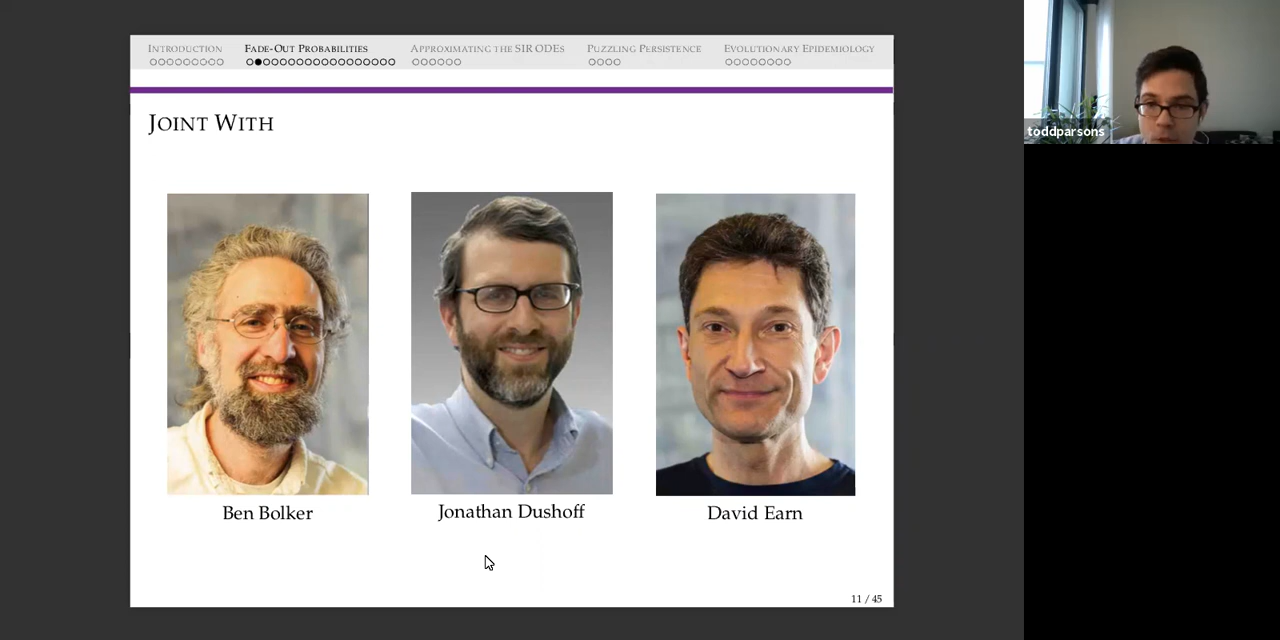 INTRODUCTION FADE-OUT PROBABILITIES APPROXIMATING THE SIR ODES PUZZLING PERSISTENCE EVOLUTIONARY EPIDEMIOLOGY
JOINT WITH
Ben Bolker Jonathan Dushoff David Earn
11 / 45
toddparsons